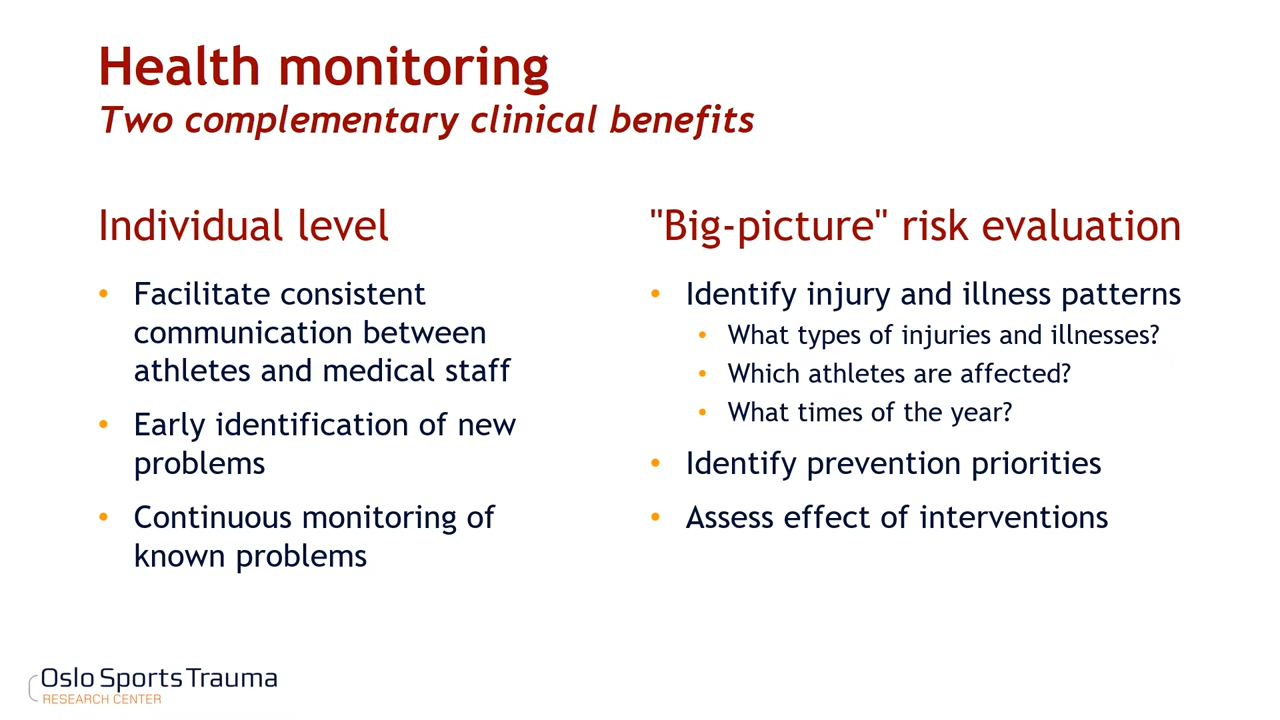 Health monitoring
Two complementary clinical benefits
Individual level
• Facilitate consistent
communication between
athletes and medical staff
• Early identification of new
problems
• Continuous monitoring of
known problems
"Big-picture" risk evaluation
• Identify injury and illness patterns
• What types of injuries and illnesses?
• Which athletes are affected?
• What times of the year?
• Identify prevention priorities
• Assess effect of interventions
Oslo Sports Trauma
RESEARCH CENTER